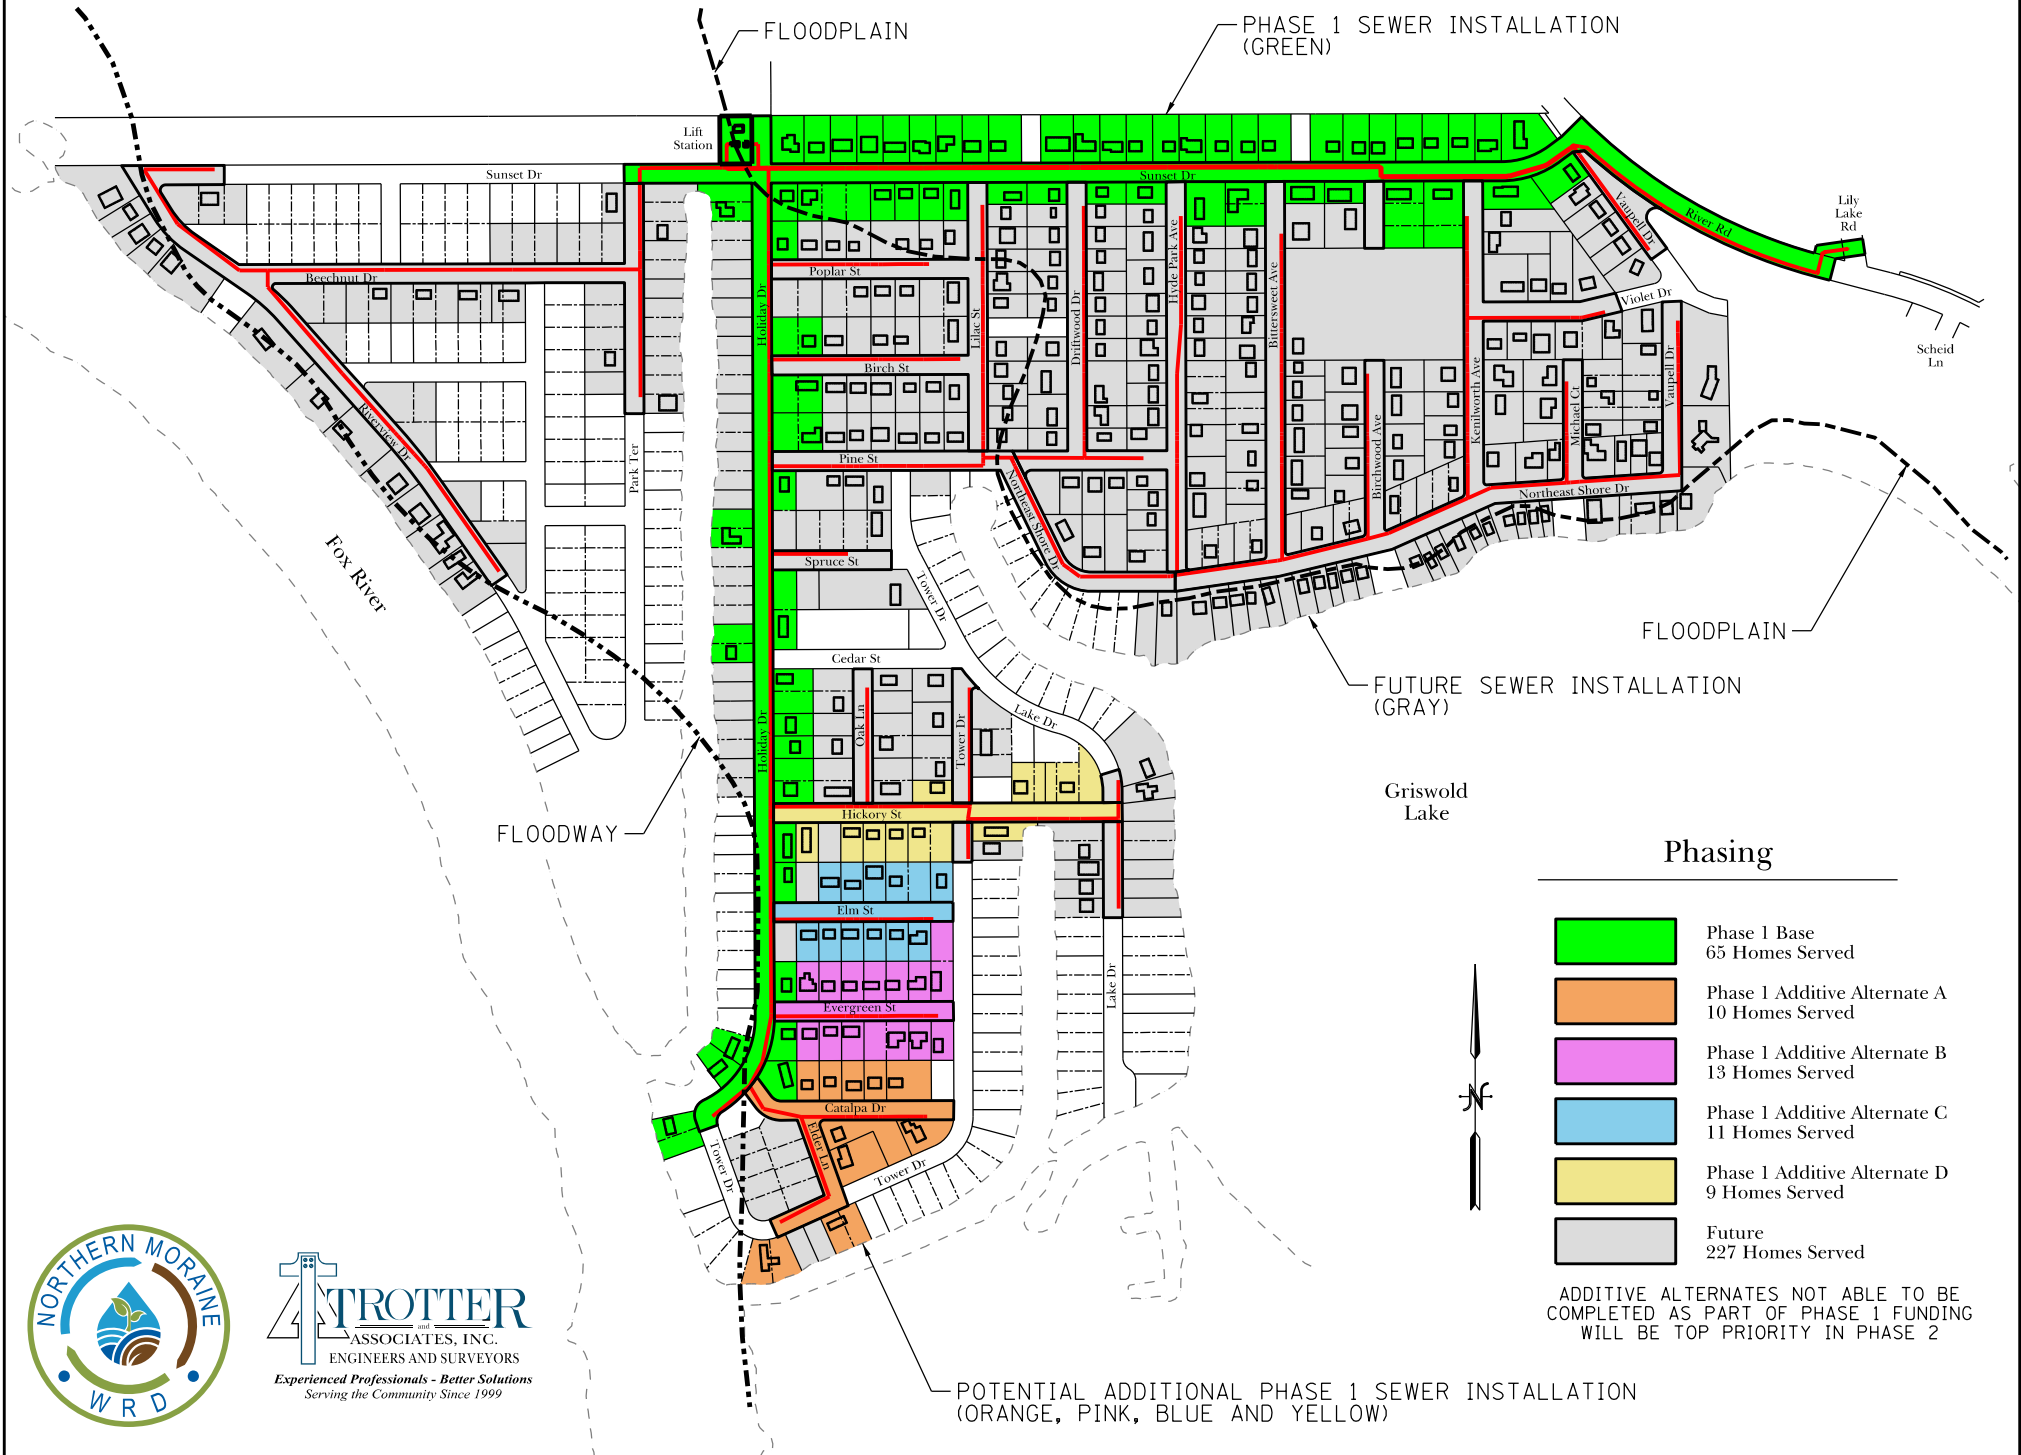 FLOODPLAIN
PHASE 1 SEWER INSTALLATION
(GREEN)
Lift
Station
Sunset Dr
Sunset Dr
Vaupell Dr
River Rd
Lily
Lake
Rd
Scheid
Ln
Beechnut Dr
Poplar St
Holiday Dr
Lilac St
Driftwood Dr
Hyde Park Ave
Bittersweet Ave
Violet Dr
Birch St
Riverview Dr
Park Ter
Pine St
Birchwood Ave
Kenilworth Ave
Michael Ct
Vaupell Dr
Northeast Shore Dr
Northeast Shore Dr
Fox River
Spruce St
Tower Dr
Cedar St
FLOODPLAIN
FUTURE SEWER INSTALLATION
(GRAY)
Holiday Dr
Oak Ln
Tower Dr
Lake Dr
Hickory St
FLOODWAY
Griswold
Lake
Elm St
Evergreen St
Lake Dr
Catalpa Dr
Elder Ln
Tower Dr
Tower Dr
Phasing
Phase 1 Base
65 Homes Served
Phase 1 Additive Alternate A
10 Homes Served
Phase 1 Additive Alternate B
13 Homes Served
Phase 1 Additive Alternate C
11 Homes Served
Phase 1 Additive Alternate D
9 Homes Served
Future
227 Homes Served
N
ADDITIVE ALTERNATES NOT ABLE TO BE
COMPLETED AS PART OF PHASE 1 FUNDING
WILL BE TOP PRIORITY IN PHASE 2
NORTHERN MORAINE
WRD
TROTTER
and
ASSOCIATES, INC.
ENGINEERS AND SURVEYORS
Experienced Professionals - Better Solutions
Serving the Community Since 1999
POTENTIAL ADDITIONAL PHASE 1 SEWER INSTALLATION
(ORANGE, PINK, BLUE AND YELLOW)